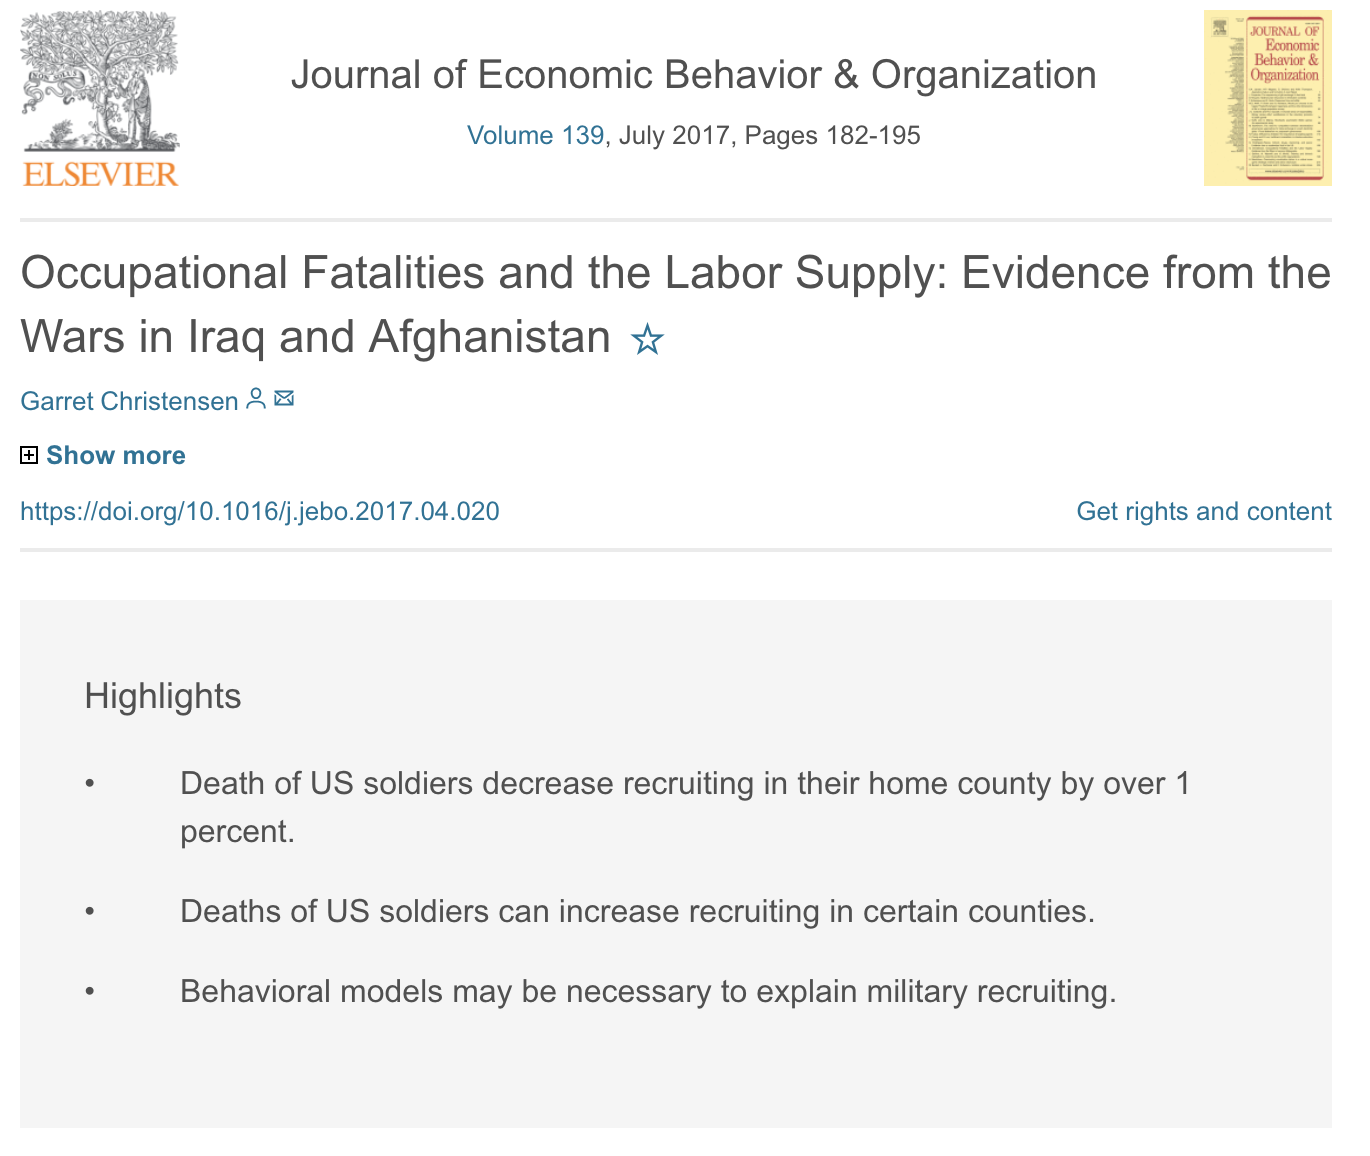 ELSEVIER
Journal of Economic Behavior & Organization
Volume 139, July 2017, Pages 182-195
JOURNAL OF
Economic
Behavior &
Organization
Occupational Fatalities and the Labor Supply: Evidence from the
Wars in Iraq and Afghanistan ☆
Garret Christensen
Show more
https://doi.org/10.1016/j.jebo.2017.04.020
Get rights and content
Highlights
• Death of US soldiers decrease recruiting in their home county by over 1
percent.
• Deaths of US soldiers can increase recruiting in certain counties.
• Behavioral models may be necessary to explain military recruiting.